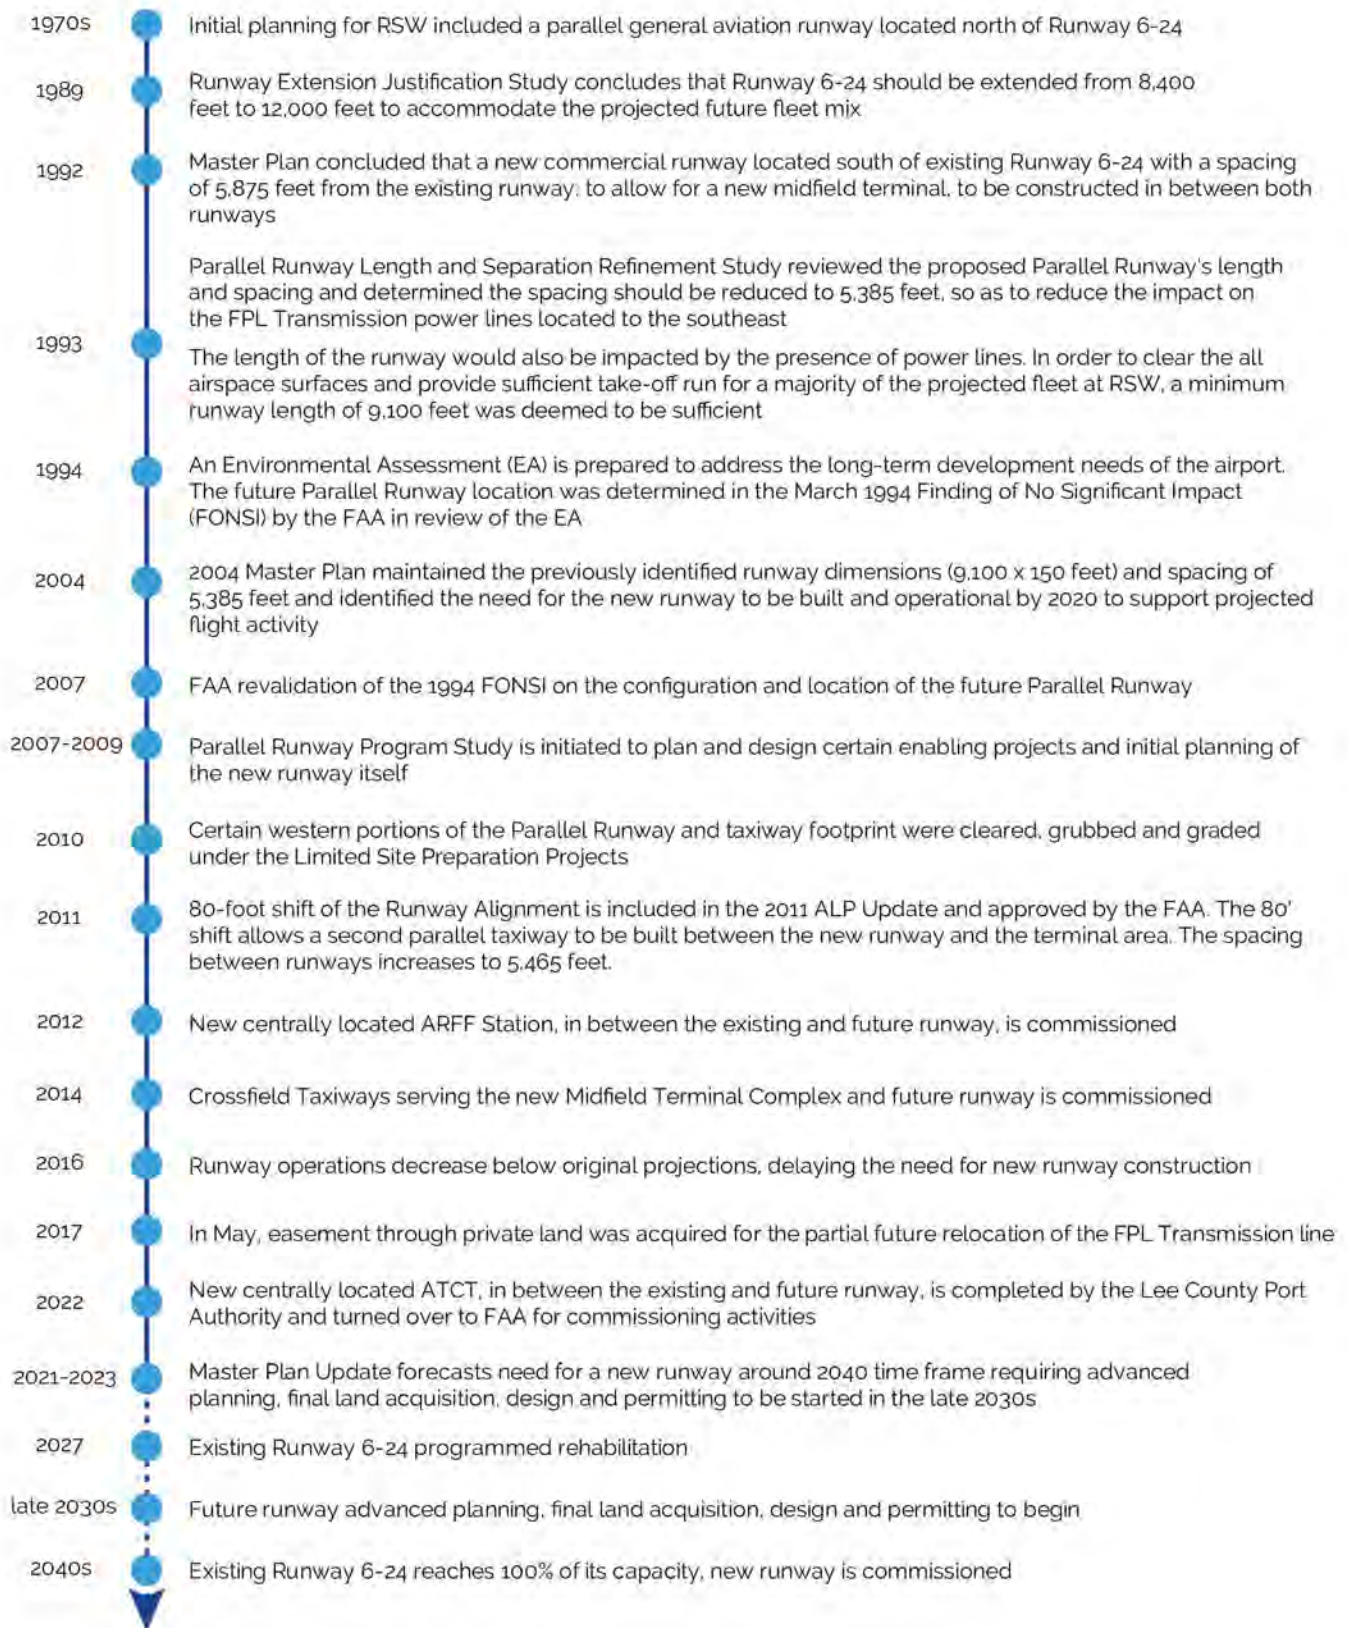 1970s
Initial planning for RSW included a parallel general aviation runway located north of Runway 6-24
1989
Runway Extension Justification Study concludes that Runway 6-24 should be extended from 8,400
feet to 12,000 feet to accommodate the projected future fleet mix
1992
Master Plan concluded that a new commercial runway located south of existing Runway 6-24 with a spacing
of 5,875 feet from the existing runway, to allow for a new midfield terminal, to be constructed in between both
runways
1993
Parallel Runway Length and Separation Refinement Study reviewed the proposed Parallel Runway's length
and spacing and determined the spacing should be reduced to 5,385 feet, so as to reduce the impact on
the FPL Transmission power lines located to the southeast
The length of the runway would also be impacted by the presence of power lines. In order to clear the all
airspace surfaces and provide sufficient take-off run for a majority of the projected fleet at RSW, a minimum
runway length of 9,100 feet was deemed to be sufficient
1994
An Environmental Assessment (EA) is prepared to address the long-term development needs of the airport.
The future Parallel Runway location was determined in the March 1994 Finding of No Significant Impact
(FONSI) by the FAA in review of the EA
2004
2004 Master Plan maintained the previously identified runway dimensions (9,100 x 150 feet) and spacing of
5,385 feet and identified the need for the new runway to be built and operational by 2020 to support projected
flight activity
2007
FAA revalidation of the 1994 FONSI on the configuration and location of the future Parallel Runway
2007-2009
Parallel Runway Program Study is initiated to plan and design certain enabling projects and initial planning of
the new runway itself
2010
Certain western portions of the Parallel Runway and taxiway footprint were cleared, grubbed and graded
under the Limited Site Preparation Projects
2011
80-foot shift of the Runway Alignment is included in the 2011 ALP Update and approved by the FAA. The 80'
shift allows a second parallel taxiway to be built between the new runway and the terminal area. The spacing
between runways increases to 5,465 feet.
2012
New centrally located ARFF Station, in between the existing and future runway, is commissioned
2014
Crossfield Taxiways serving the new Midfield Terminal Complex and future runway is commissioned
2016
Runway operations decrease below original projections, delaying the need for new runway construction
2017
In May, easement through private land was acquired for the partial future relocation of the FPL Transmission line
2022
New centrally located ATCT, in between the existing and future runway, is completed by the Lee County Port
Authority and turned over to FAA for commissioning activities
2021-2023
Master Plan Update forecasts need for a new runway around 2040 time frame requiring advanced
planning, final land acquisition, design and permitting to be started in the late 2030s
2027
Existing Runway 6-24 programmed rehabilitation
late 2030s
Future runway advanced planning, final land acquisition, design and permitting to begin
2040s
Existing Runway 6-24 reaches 100% of its capacity, new runway is commissioned